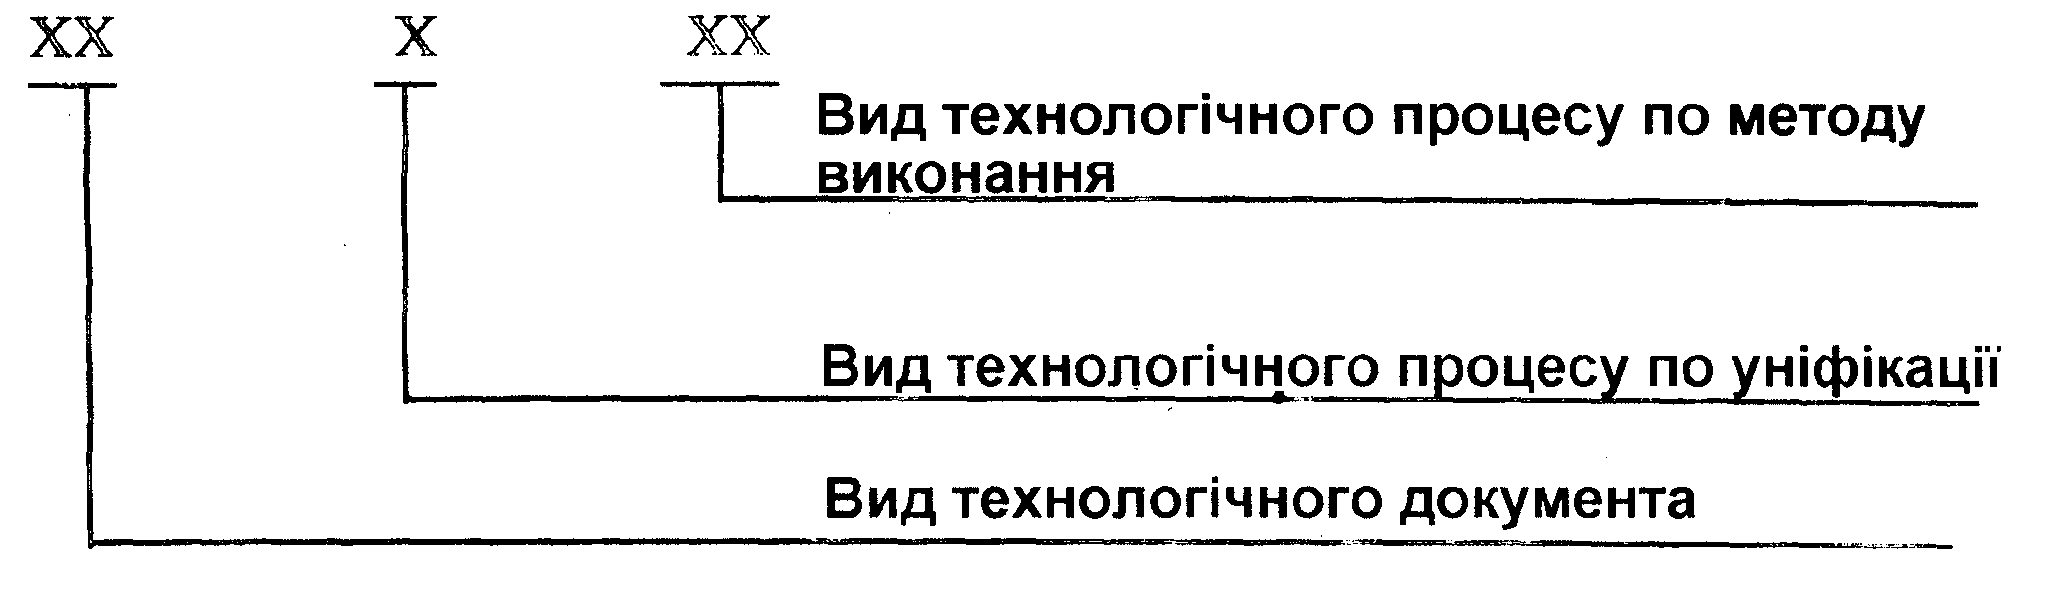 XX X XX
Вид технологічного процесу по методу
виконання
Вид технологічного процесу по уніфікації
Вид технологічного документа